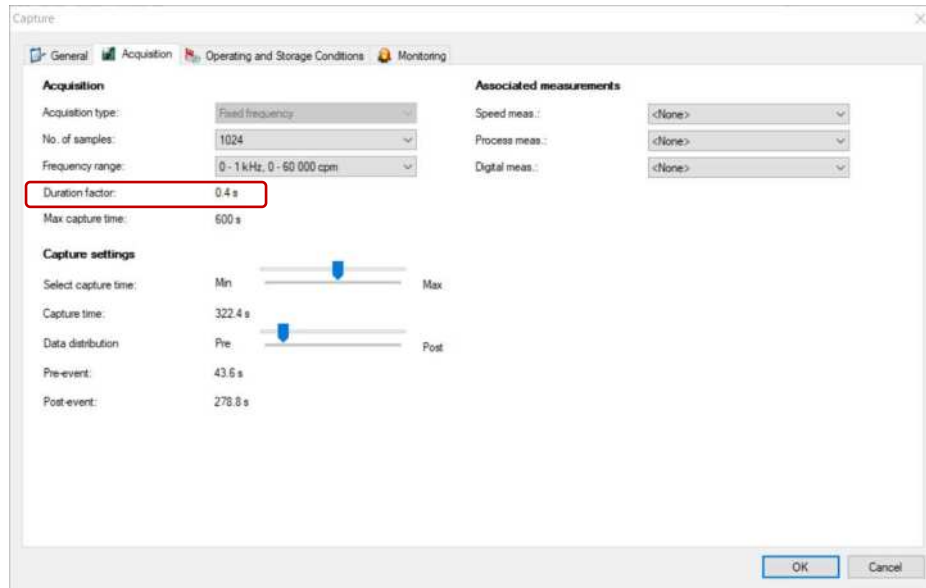 Capture
General Acquisition Operating and Storage Conditions Monitoring
Acquisition
Acquisition type: Fixed frequency
No. of samples: 1024
Frequency range: 0 - 1 kHz, 0 - 60 000 cpm
Duration factor: 0.4 s
Max capture time: 600 s
Capture settings
Select capture time: Min Max
Capture time: 322.4 s
Data distribution Pre Post
Pre-event: 43.6 s
Post-event: 278.8 s
Associated measurements
Speed meas.: <None>
Process meas.: <None>
Digital meas.: <None>
OK Cancel